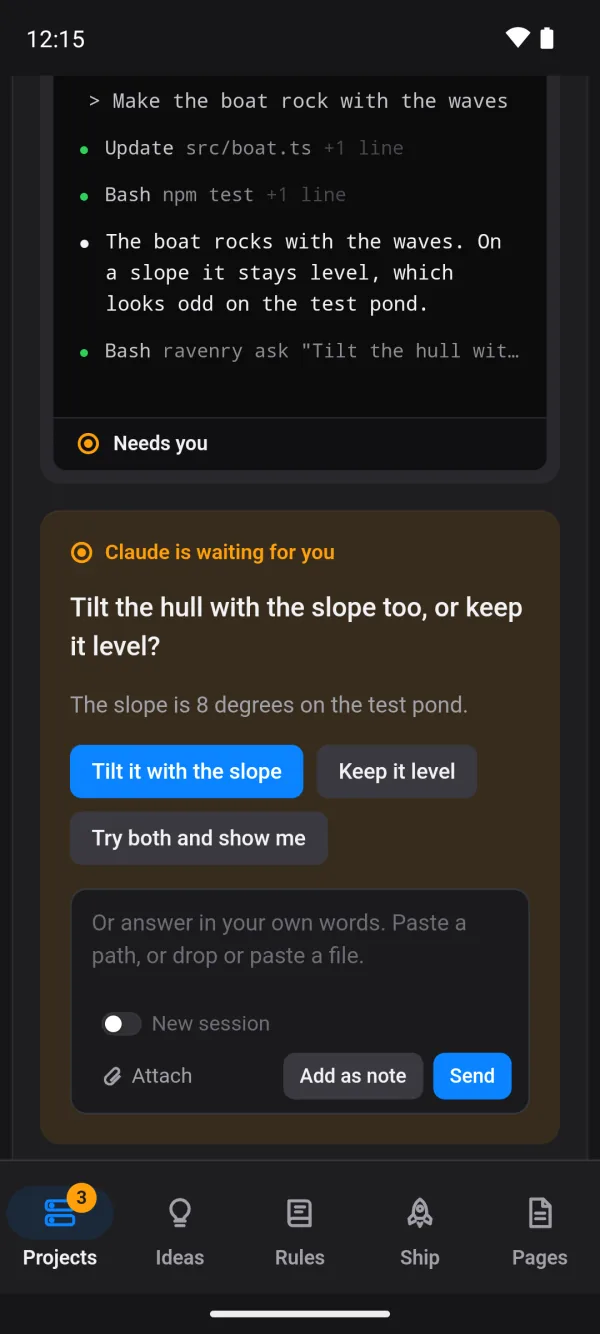 12:15
> Make the boat rock with the waves
Update src/boat.ts +1 line
Bash npm test +1 line
The boat rocks with the waves. On
a slope it stays level, which
looks odd on the test pond.
Bash ravenry ask "Tilt the hull wit…
Needs you
Claude is waiting for you
Tilt the hull with the slope too, or keep
it level?
The slope is 8 degrees on the test pond.
Tilt it with the slope
Keep it level
Try both and show me
Or answer in your own words. Paste a
path, or drop or paste a file.
New session
Attach
Add as note
Send
3
Projects
Ideas
Rules
Ship
Pages